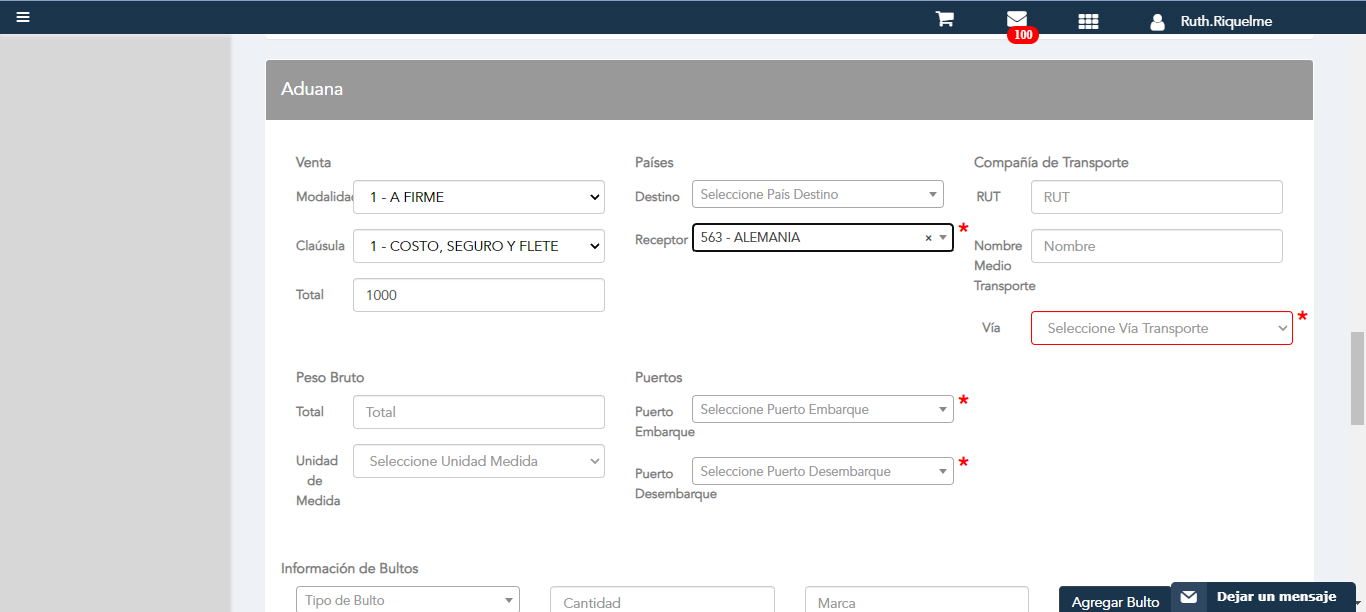 100
Ruth.Riquelme
Aduana
Venta
Modalidad
1 - A FIRME
Claúsula
1 - COSTO, SEGURO Y FLETE
Total
1000
Países
Destino
Seleccione País Destino
Receptor
563 - ALEMANIA
×
*
Compañía de Transporte
RUT
RUT
Nombre
Medio
Transporte
Nombre
Vía
Seleccione Vía Transporte
*
Peso Bruto
Total
Total
Unidad
de
Medida
Seleccione Unidad Medida
Puertos
Puerto
Embarque
Seleccione Puerto Embarque
*
Puerto
Desembarque
Seleccione Puerto Desembarque
*
Información de Bultos
Tipo de Bulto
Cantidad
Marca
Agregar Bulto
Dejar un mensaje